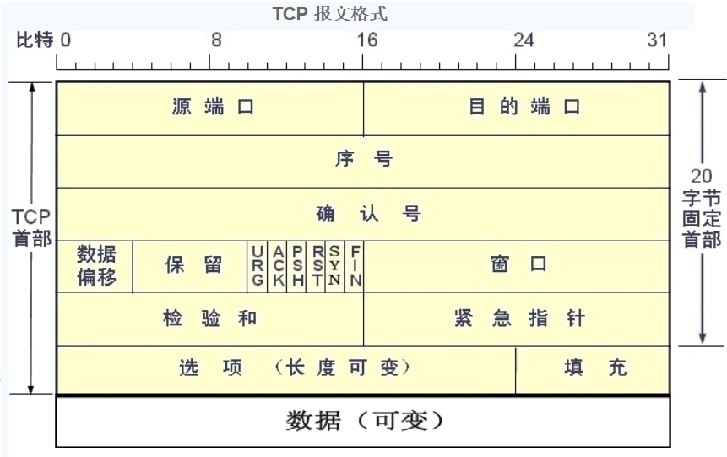 TCP 报文格式
比特 0 8 16 24 31
源端口 目的端口
序号
确认号
TCP
首部
20
字节
固定
首部
数据
偏移
保留
URG
ACK
PSH
RST
SYN
FIN
窗口
检验和 紧急指针
选项（长度可变） 填充
数据（可变）